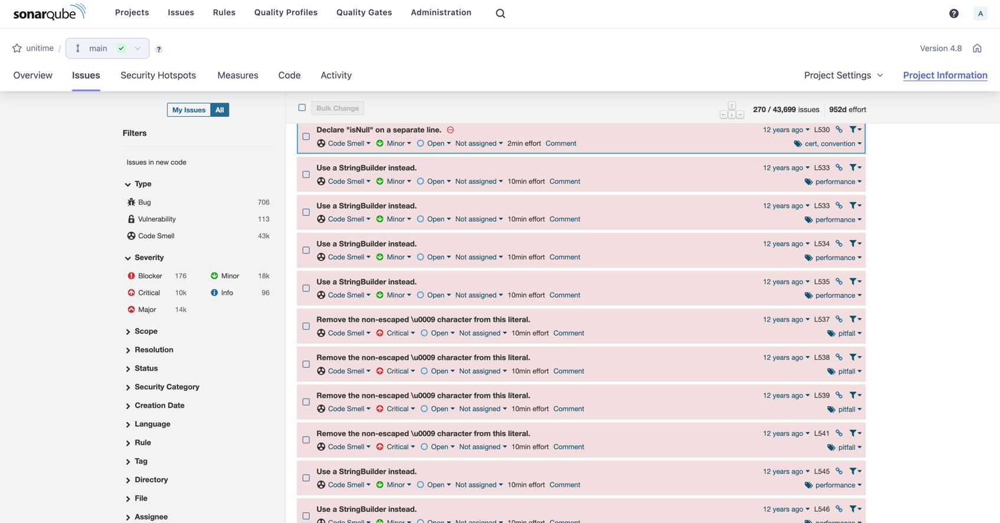 sonarqube Projects Issues Rules Quality Profiles Quality Gates Administration ? A
unitime / main ? Version 4.8
Overview Issues Security Hotspots Measures Code Activity Project Settings Project Information
My Issues All
Bulk Change 270 / 43,699 issues 952d effort
Filters
Issues in new code
Type
Bug 706
Vulnerability 113
Code Smell 43k
Severity
Blocker 176 Minor 18k
Critical 10k Info 96
Major 14k
Scope
Resolution
Status
Security Category
Creation Date
Language
Rule
Tag
Directory
File
Assignee
Declare "isNull" on a separate line. 12 years ago L530
Code Smell Minor Open Not assigned 2min effort Comment cert, convention
Use a StringBuilder instead. 12 years ago L533
Code Smell Minor Open Not assigned 10min effort Comment performance
Use a StringBuilder instead. 12 years ago L533
Code Smell Minor Open Not assigned 10min effort Comment performance
Use a StringBuilder instead. 12 years ago L534
Code Smell Minor Open Not assigned 10min effort Comment performance
Use a StringBuilder instead. 12 years ago L535
Code Smell Minor Open Not assigned 10min effort Comment performance
Remove the non-escaped \u0009 character from this literal. 12 years ago L537
Code Smell Critical Open Not assigned 10min effort Comment pitfall
Remove the non-escaped \u0009 character from this literal. 12 years ago L538
Code Smell Critical Open Not assigned 10min effort Comment pitfall
Remove the non-escaped \u0009 character from this literal. 12 years ago L539
Code Smell Critical Open Not assigned 10min effort Comment pitfall
Remove the non-escaped \u0009 character from this literal. 12 years ago L541
Code Smell Critical Open Not assigned 10min effort Comment pitfall
Use a StringBuilder instead. 12 years ago L545
Code Smell Minor Open Not assigned 10min effort Comment performance
Use a StringBuilder instead. 12 years ago L546
Code Smell Minor Open Not assigned 10min effort Comment performance